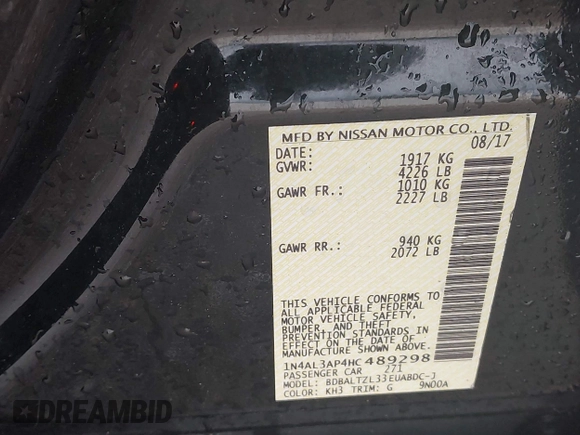 MFD BY NISSAN MOTOR CO., LTD.
DATE: 08/17
GVWR: 1917 KG
4226 LB
GAWR FR.: 1010 KG
2227 LB
GAWR RR.: 940 KG
2072 LB
THIS VEHICLE CONFORMS TO
ALL APPLICABLE FEDERAL
MOTOR VEHICLE SAFETY,
BUMPER, AND THEFT
PREVENTION STANDARDS IN
EFFECT ON THE DATE OF
MANUFACTURE SHOWN ABOVE.
1N4AL3AP4HC489298
PASSENGER CAR 271
MODEL: BDBALTZL33EUABDC-J
COLOR: KH3 TRIM: G 9N00A
DREAMBID